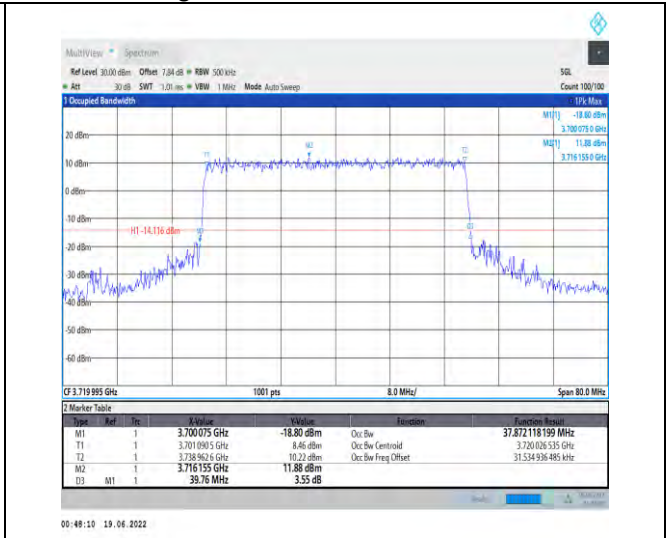 MultiView Spectrum
Ref Level 30.00 dBm Offset 7.84 dB RBW 500 kHz SGL
Att 30 dB SWT 1.01 ms VBW 1 MHz Mode Auto Sweep Count 100/100
1 Occupied Bandwidth 1Pk Max
M1[1] -18.80 dBm
3.700 075 0 GHz
M2[1] 11.88 dBm
3.716 155 0 GHz
20 dBm
10 dBm
0 dBm
-10 dBm
H1 -14.116 dBm
-20 dBm
-30 dBm
-40 dBm
-50 dBm
-60 dBm
CF 3.719 995 GHz 1001 pts 8.0 MHz/ Span 80.0 MHz
2 Marker Table
Type Ref Trc X-Value Y-Value Function Function Result
M1 1 3.700075 GHz -18.80 dBm Occ Bw 37.872 118 199 MHz
T1 1 3.701 090 5 GHz 8.46 dBm Occ Bw Centroid 3.720 026 535 GHz
T2 1 3.738 962 6 GHz 10.22 dBm Occ Bw Freq Offset 31.534 936 485 kHz
M2 1 3.716155 GHz 11.88 dBm
D3 M1 1 39.76 MHz 3.55 dB
00:48:10 19.06.2022